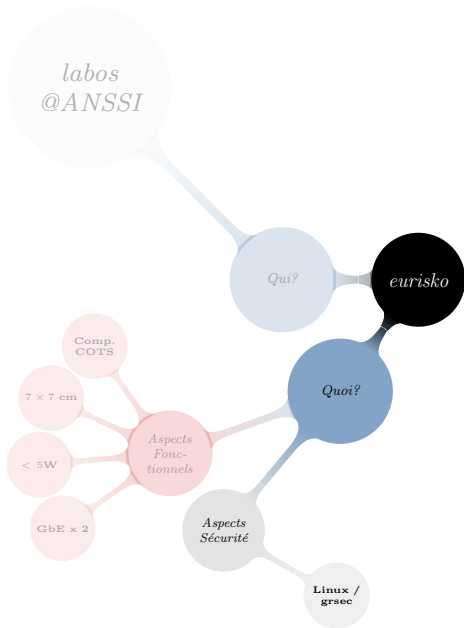 labos
@ANSSI
Qui?
eurisko
Comp.
COTS
7 × 7 cm
Quoi?
Aspects
Fonc-
tionnels
< 5W
GbE x 2
Aspects
Sécurité
Linux /
grsec